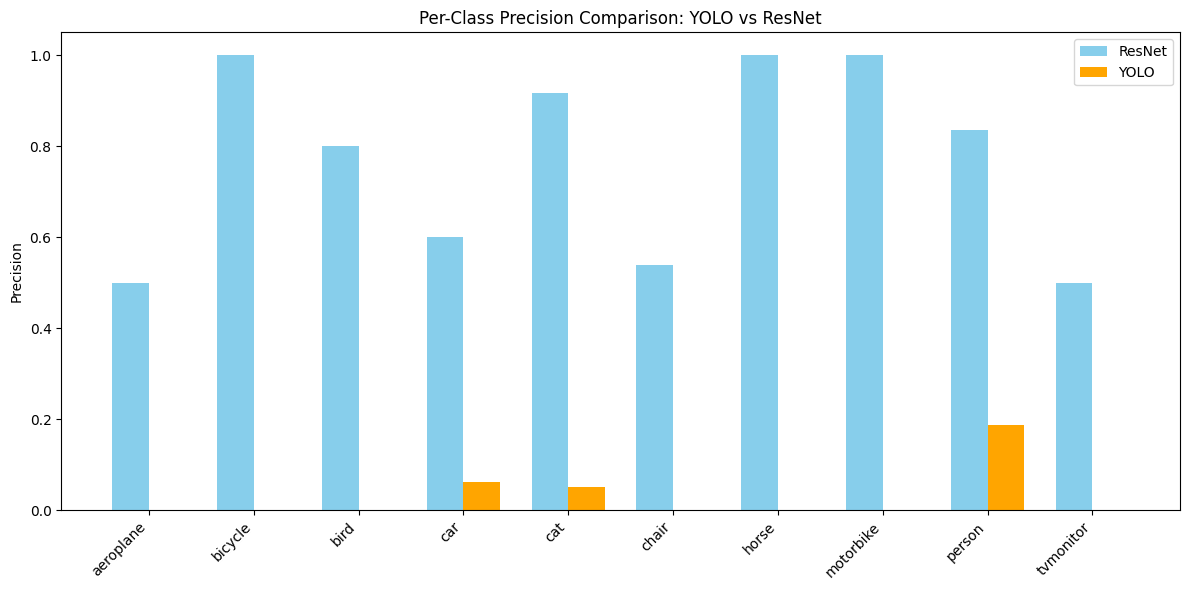 Per-Class Precision Comparison: YOLO vs ResNet
ResNet
YOLO
Precision
1.0
0.8
0.6
0.4
0.2
0.0
aeroplane
bicycle
bird
car
cat
chair
horse
motorbike
person
tvmonitor